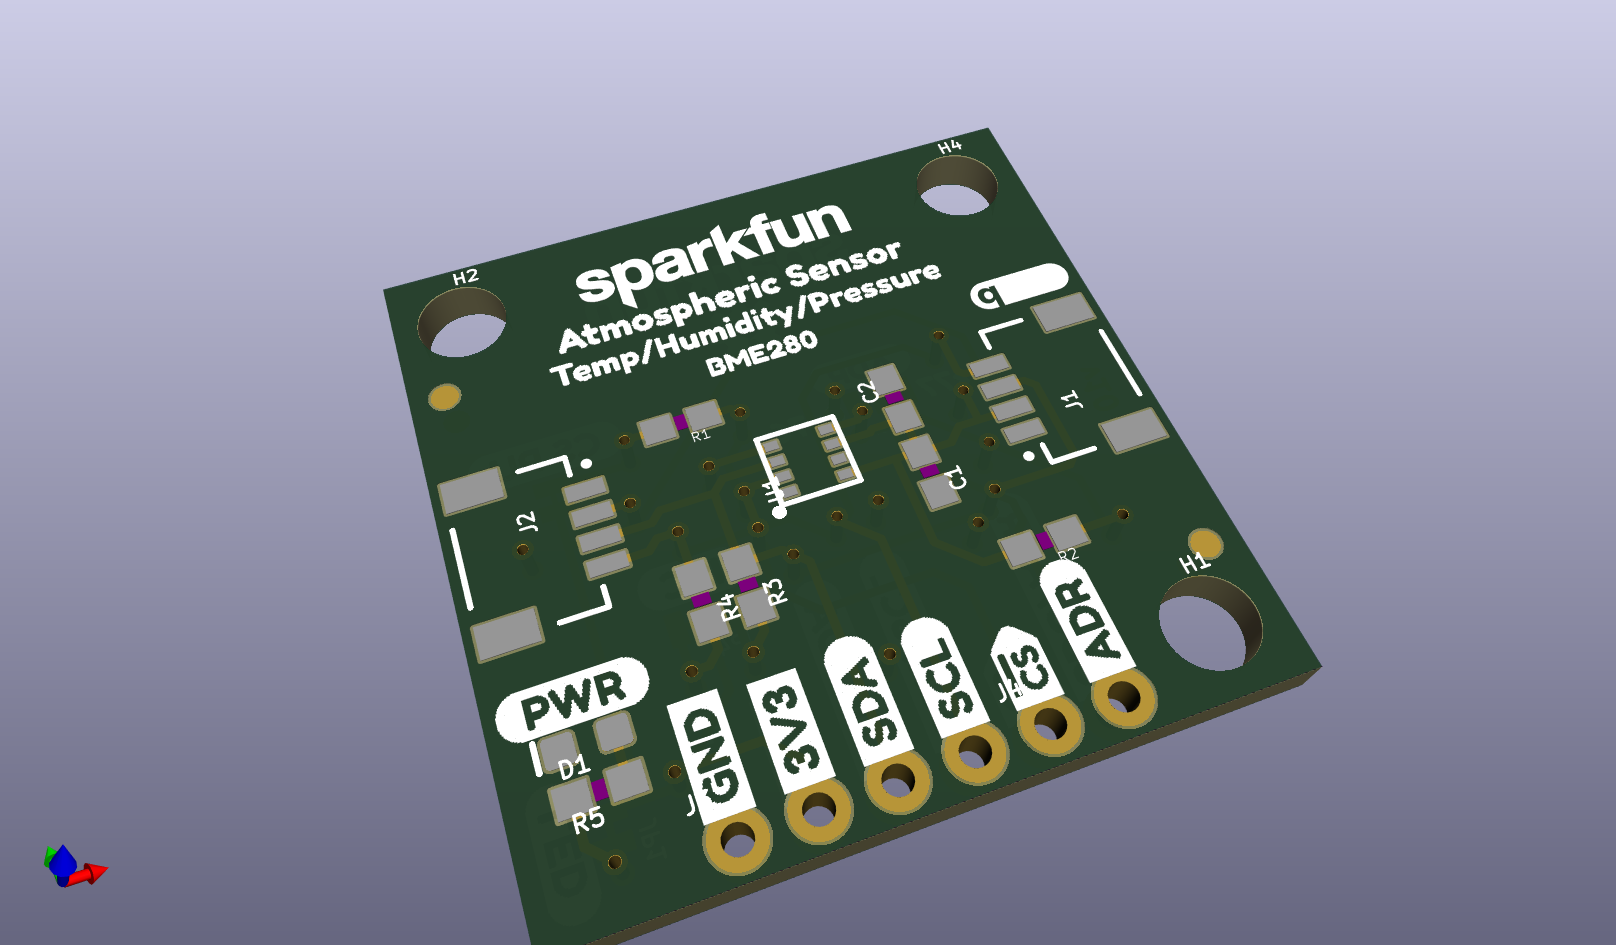 H4
H2
sparkfun
Atmospheric Sensor
Temp/Humidity/Pressure
BME280
q
C2
J1
R1
C1
U1
J2
R2
H1
R4
R3
ADR
CS
J4
SCL
SDA
3V3
GND
J
PWR
D1
R5